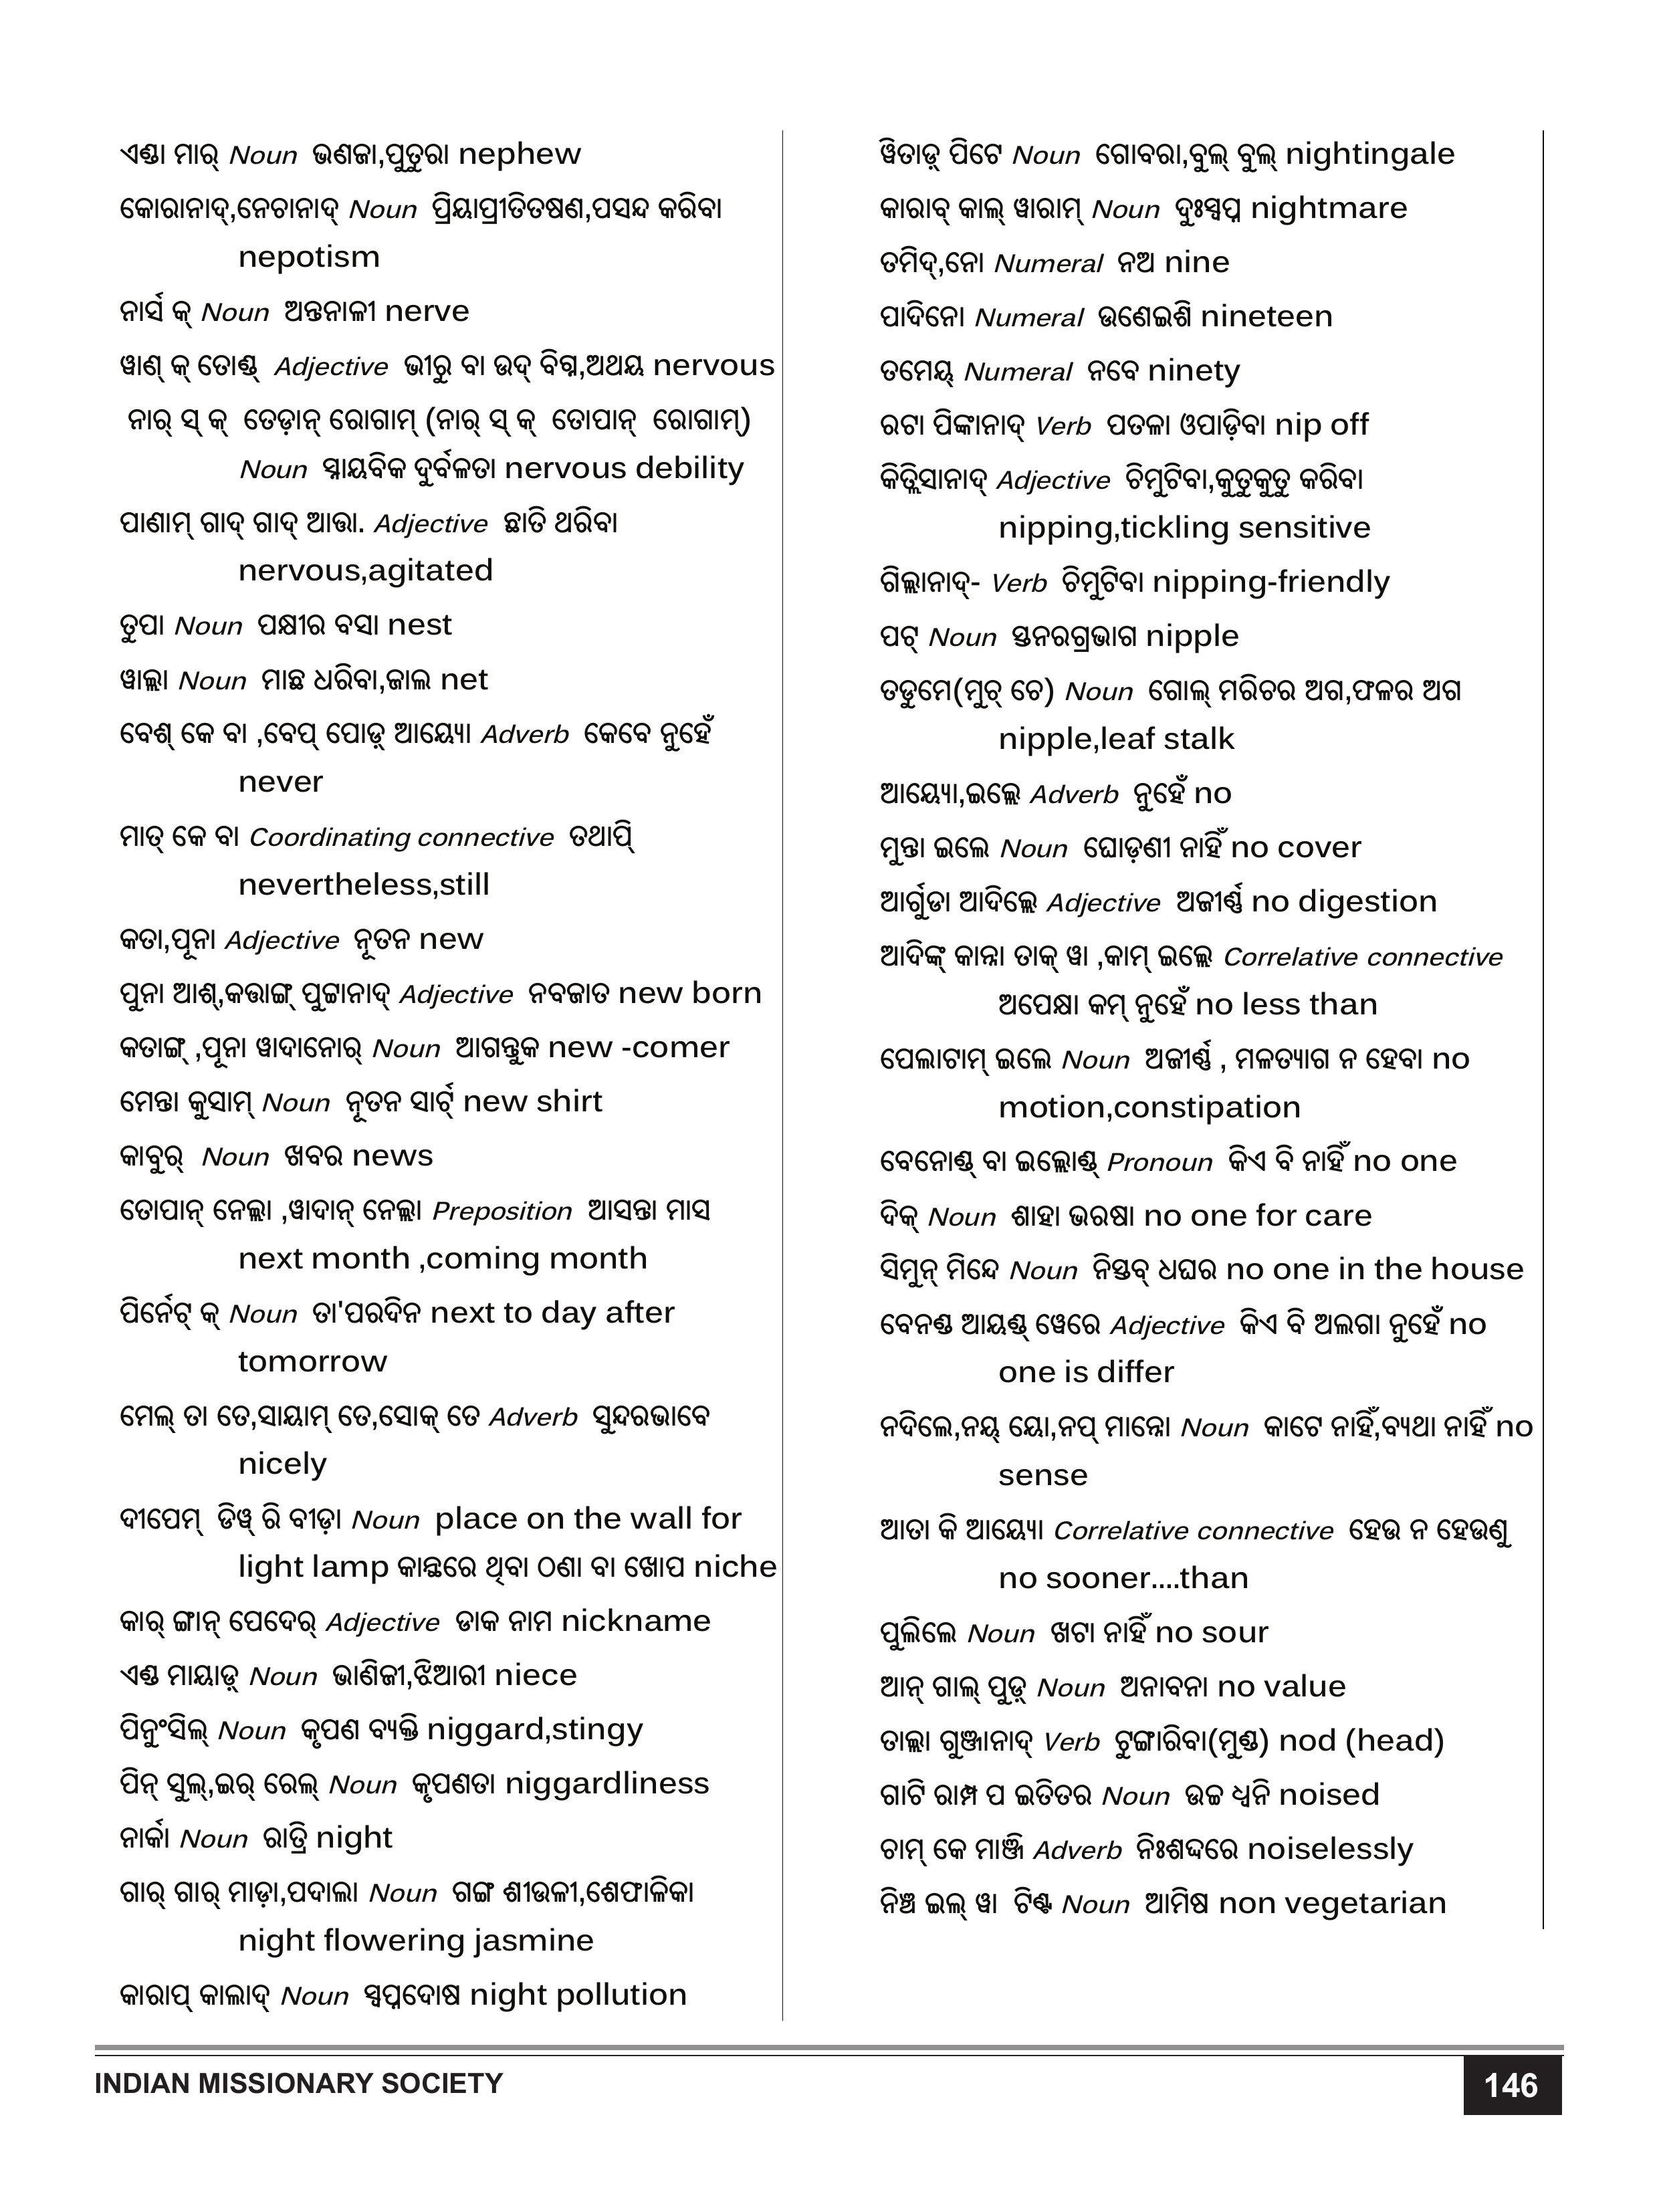 ଏଣ୍ଡା ମାର୍ Noun ଭଣଜା,ପୁତୁରା nephew
କୋରାନାଦ୍,ନେଚାନାଦ୍ Noun ପ୍ରିୟାପ୍ରୀତିତଷଣ,ପସନ୍ଦ କରିବା
nepotism
ନାର୍ସ କ୍ Noun ଅନ୍ତନାଳୀ nerve
ୱାଣ୍ କ୍ ତୋଣ୍ଡ୍ Adjective ଭୀରୁ ବା ଉଦ୍ ବିଗ୍ନ,ଅଥୟ nervous
ନାର୍ ସ୍ କ୍ ତେଡ଼ାନ୍ ରୋଗାମ୍ (ନାର୍ ସ୍ କ୍ ତୋପାନ୍ ରୋଗାମ୍)
Noun ସ୍ନାୟବିକ ଦୁର୍ବଳତା nervous debility
ପାଣାମ୍ ଗାଦ୍ ଗାଦ୍ ଆତ୍ତା. Adjective ଛାତି ଥରିବା
nervous,agitated
ତୁପା Noun ପକ୍ଷୀର ବସା nest
ୱାଲ୍ଲା Noun ମାଛ ଧରିବା,ଜାଲ net
ବେଶ୍ କେ ବା ,ବେପ୍ ପୋଡ଼୍ ଆୟ୍ୟୋ Adverb କେବେ ନୁହେଁ
never
ମାତ୍ କେ ବା Coordinating connective ତଥାପି୍
nevertheless,still
କତା,ପୂନା Adjective ନୂତନ new
ପୁନା ଆଶ୍,କତ୍ତାଙ୍ଗ୍ ପୁଟ୍ଟାନାଦ୍ Adjective ନବଜାତ new born
କତାଙ୍ଗ୍ ,ପୂନା ୱାଦାନୋର୍ Noun ଆଗନ୍ତୁକ new -comer
ମେନ୍ତା କୁସାମ୍ Noun ନୂତନ ସାର୍ଟ୍ new shirt
କାବୁର୍ Noun ଖବର news
ତୋପାନ୍ ନେଲ୍ଲା ,ୱାଦାନ୍ ନେଲ୍ଲା Preposition ଆସନ୍ତା ମାସ
next month ,coming month
ପିର୍ନେଟ୍ କ୍ Noun ତା'ପରଦିନ next to day after
tomorrow
ମେଲ୍ ତା ତେ,ସାୟାମ୍ ତେ,ସୋକ୍ ତେ Adverb ସୁନ୍ଦରଭାବେ
nicely
ଦୀପେମ୍ ଡିୱ୍ ରି ବୀଡ଼ା Noun place on the wall for
light lamp କାନ୍ଥରେ ଥିବା ଠଣା ବା ଖୋପ niche
କାର୍ ଙ୍ଗାନ୍ ପେଦେର୍ Adjective ଡାକ ନାମ nickname
ଏଣ୍ଡ ମାୟାଡ଼୍ Noun ଭାଣିଜୀ,ଝିଆରୀ niece
ପିନୁଂସିଲ୍ Noun କୃପଣ ବ୍ୟକ୍ତି niggard,stingy
ପିନ୍ ସୁଲ୍,ଇର୍ ରେଲ୍ Noun କୃପଣତା niggardliness
ନାର୍କା Noun ରାତ୍ରି night
ଗାର୍ ଗାର୍ ମାଡ଼ା,ପଦାଲା Noun ଗଙ୍ଗ ଶୀଉଳୀ,ଶେଫାଳିକା
night flowering jasmine
କାରାପ୍ କାଲାଦ୍ Noun ସ୍ୱପ୍ନଦୋଷ night pollution
ୱିତାଡ଼୍ ପିଟେ Noun ଗୋବରା,ବୁଲ୍ ବୁଲ୍ nightingale
କାରାବ୍ କାଲ୍ ୱାରାମ୍ Noun ଦୁଃସ୍ୱପ୍ନ nightmare
ତମିଦ୍,ନୋ Numeral ନଅ nine
ପାଦିନୋ Numeral ଉଣେଇଶି nineteen
ତମେୟ୍ Numeral ନବେ ninety
ରଟା ପିଙ୍କାନାଦ୍ Verb ପତଳା ଓପାଡ଼ିବା nip off
କିତ୍ଲିସାନାଦ୍ Adjective ଚିମୁଟିବା,କୁତୁକୁତୁ କରିବା
nipping,tickling sensitive
ଗିଲ୍ଲାନାଦ୍- Verb ଚିମୁଟିବା nipping-friendly
ପଟ୍ Noun ସ୍ତନରଗ୍ରଭାଗ nipple
ତଡୁମେ(ମୁଚ୍ ଚେ) Noun ଗୋଲ୍ ମରିଚର ଅଗ,ଫଳର ଅଗ
nipple,leaf stalk
ଆୟ୍ୟୋ,ଇଲ୍ଲେ Adverb ନୁହେଁ no
ମୁନ୍ତା ଇଲେ Noun ଘୋଡ଼ଣୀ ନାହିଁ no cover
ଆର୍ଗୁଡା ଆଦିଲ୍ଲେ Adjective ଅଜୀର୍ଣ୍ଣ no digestion
ଆଦିଙ୍କ୍ କାନ୍ନା ତାକ୍ ୱା ,କାମ୍ ଇଲ୍ଲେ Correlative connective
ଅପେକ୍ଷା କମ୍ ନୁହେଁ no less than
ପେଲାଟାମ୍ ଇଲେ Noun ଅଜୀର୍ଣ୍ଣ , ମଳତ୍ୟାଗ ନ ହେବା no
motion,constipation
ବେନୋଣ୍ଡ୍ ବା ଇଲ୍ଲୋଣ୍ଡ୍ Pronoun କିଏ ବି ନାହିଁ no one
ଦିକ୍ Noun ଶାହା ଭରଷା no one for care
ସିମୁନ୍ ମିନ୍ଦେ Noun ନିସ୍ତବ୍ ଧଘର no one in the house
ବେନଣ୍ଡ ଆୟଣ୍ଡ୍ ୱେରେ Adjective କିଏ ବି ଅଲଗା ନୁହେଁ no
one is differ
ନଦିଲେ,ନୟ୍ ୟୋ,ନପ୍ ମାନ୍ନୋ Noun କାଟେ ନାହିଁ,ବ୍ୟଥା ନାହିଁ no
sense
ଆତା କି ଆୟ୍ୟୋ Correlative connective ହେଉ ନ ହେଉଣୁ
no sooner....than
ପୁଲିଲେ Noun ଖଟା ନାହିଁ no sour
ଆନ୍ ଗାଲ୍ ପୁଡ଼୍ Noun ଅନାବନା no value
ତାଲ୍ଲା ଗୁଞ୍ଜାନାଦ୍ Verb ଟୁଙ୍ଗାରିବା(ମୁଣ୍ଡ) nod (head)
ଗାଟି ରାମ୍ପ ପ ଇତିତର Noun ଉଚ୍ଚ ଧ୍ୱନି noised
ଚାମ୍ କେ ମାଞ୍ଜି Adverb ନିଃଶବ୍ଦରେ noiselessly
ନିଞ୍ଚ ଇଲ୍ ୱା ଟିଣ୍ଟ Noun ଆମିଷ non vegetarian
INDIAN MISSIONARY SOCIETY
146